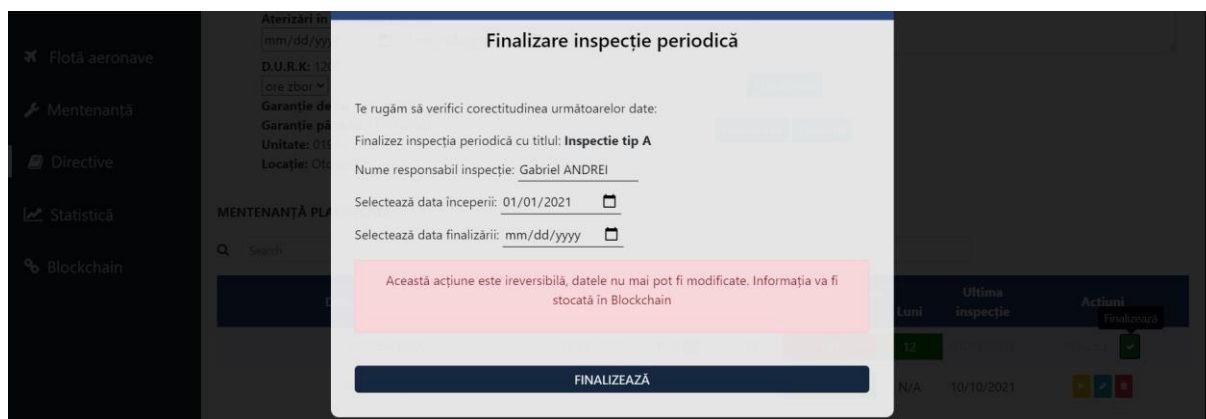 Aterizări în
mm/dd/yyy
Flotă aeronave
D.U.R.K: 120
ore zbor
Mentenanță
Garanție de
Garanție pâ
Unitate: 01
Directive
Locație: Oto
Statistică
MENTENANȚĂ PLA
Search
Blockchain
Finalizare inspecție periodică
Te rugăm să verifici corectitudinea următoarelor date:
Finalizez inspecția periodică cu titlul: Inspectie tip A
Nume responsabil inspecție: Gabriel ANDREI
Selectează data începerii: 01/01/2021
Selectează data finalizării: mm/dd/yyyy
Această acțiune este ireversibilă, datele nu mai pot fi modificate. Informația va fi
stocată în Blockchain
FINALIZEAZĂ
Luni
Ultima
inspecție
Acțiuni
Finalizează
12
N/A 10/10/2021